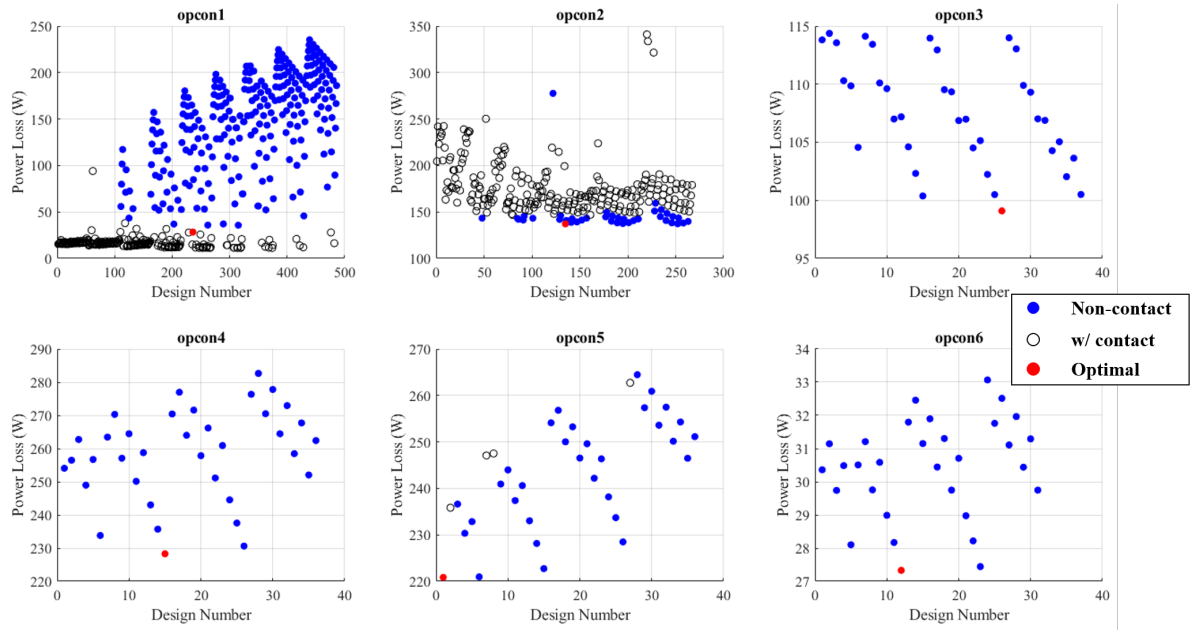 opcon1
250
200
150
100
50
0
0 100 200 300 400 500
Power Loss (W)
Design Number
opcon2
350
300
250
200
150
100
0 50 100 150 200 250 300
Power Loss (W)
Design Number
opcon3
115
110
105
100
95
0 10 20 30 40
Power Loss (W)
Design Number
Non-contact
w/ contact
Optimal
opcon4
290
280
270
260
250
240
230
220
0 10 20 30 40
Power Loss (W)
Design Number
opcon5
270
260
250
240
230
220
0 10 20 30 40
Power Loss (W)
Design Number
opcon6
34
33
32
31
30
29
28
27
0 10 20 30 40
Power Loss (W)
Design Number